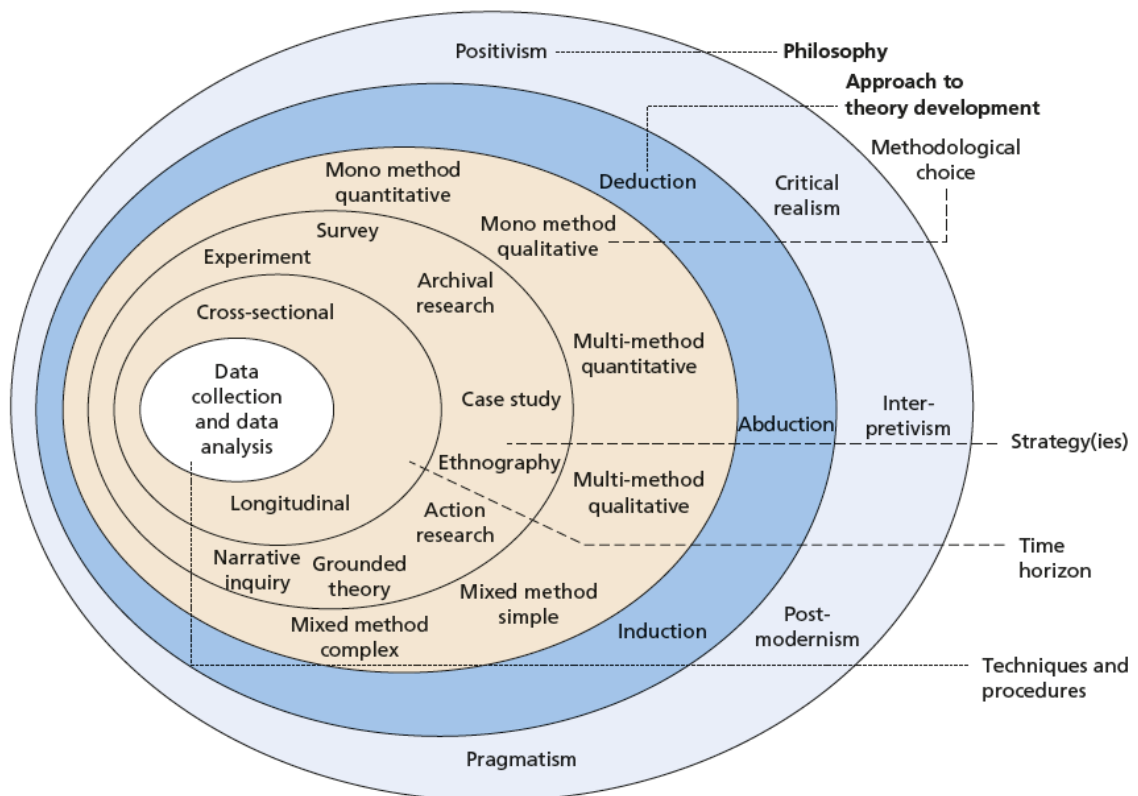 Positivism
Philosophy
Approach to
theory development
Methodological
choice
Mono method
quantitative
Deduction
Critical
realism
Mono method
qualitative
Survey
Experiment
Archival
research
Cross-sectional
Multi-method
quantitative
Data
collection
and data
analysis
Case study
Abduction
Inter-
pretivism
Strategy(ies)
Ethnography
Multi-method
qualitative
Longitudinal
Action
research
Time
horizon
Narrative
inquiry
Grounded
theory
Mixed method
simple
Mixed method
complex
Induction
Post-
modernism
Techniques and
procedures
Pragmatism